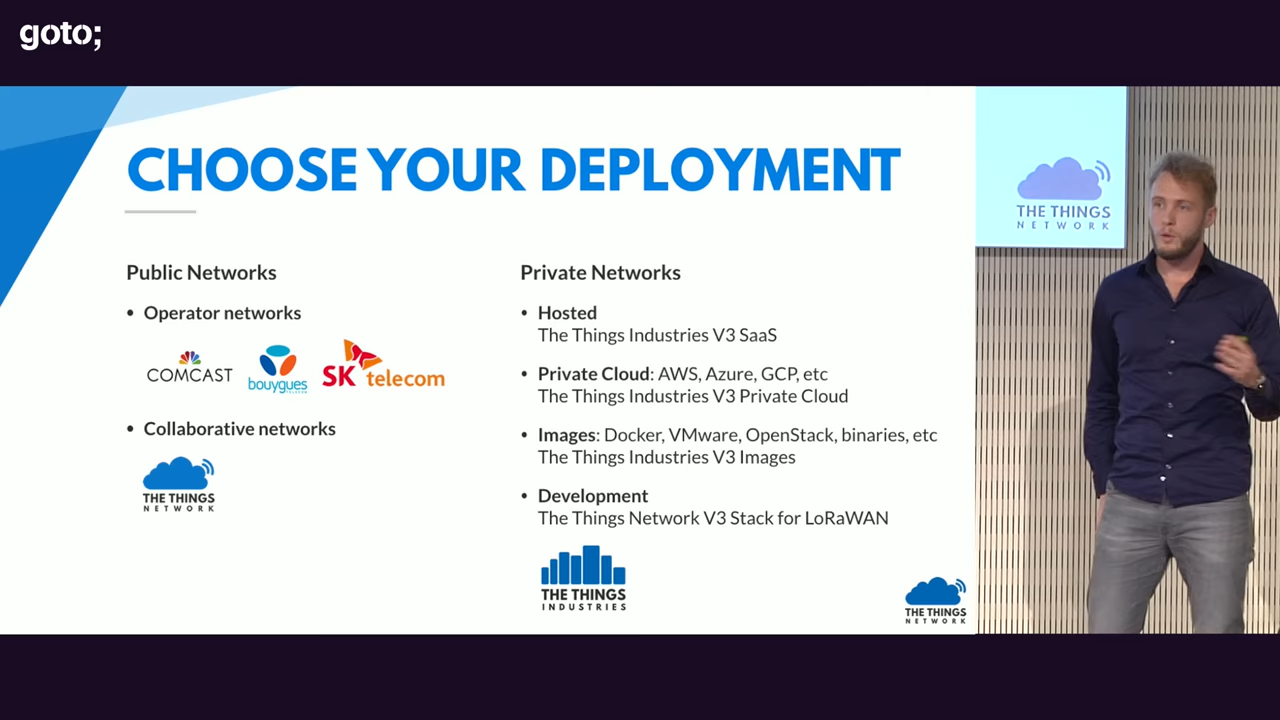 goto;
CHOOSE YOUR DEPLOYMENT
Public Networks
• Operator networks
COMCAST
bouygues
TELECOM
SK telecom
• Collaborative networks
THE THINGS
NETWORK
Private Networks
• Hosted
The Things Industries V3 SaaS
• Private Cloud: AWS, Azure, GCP, etc
The Things Industries V3 Private Cloud
• Images: Docker, VMware, OpenStack, binaries, etc
The Things Industries V3 Images
• Development
The Things Network V3 Stack for LoRaWAN
THE THINGS
INDUSTRIES
THE THINGS
NETWORK
THE THINGS
NETWORK